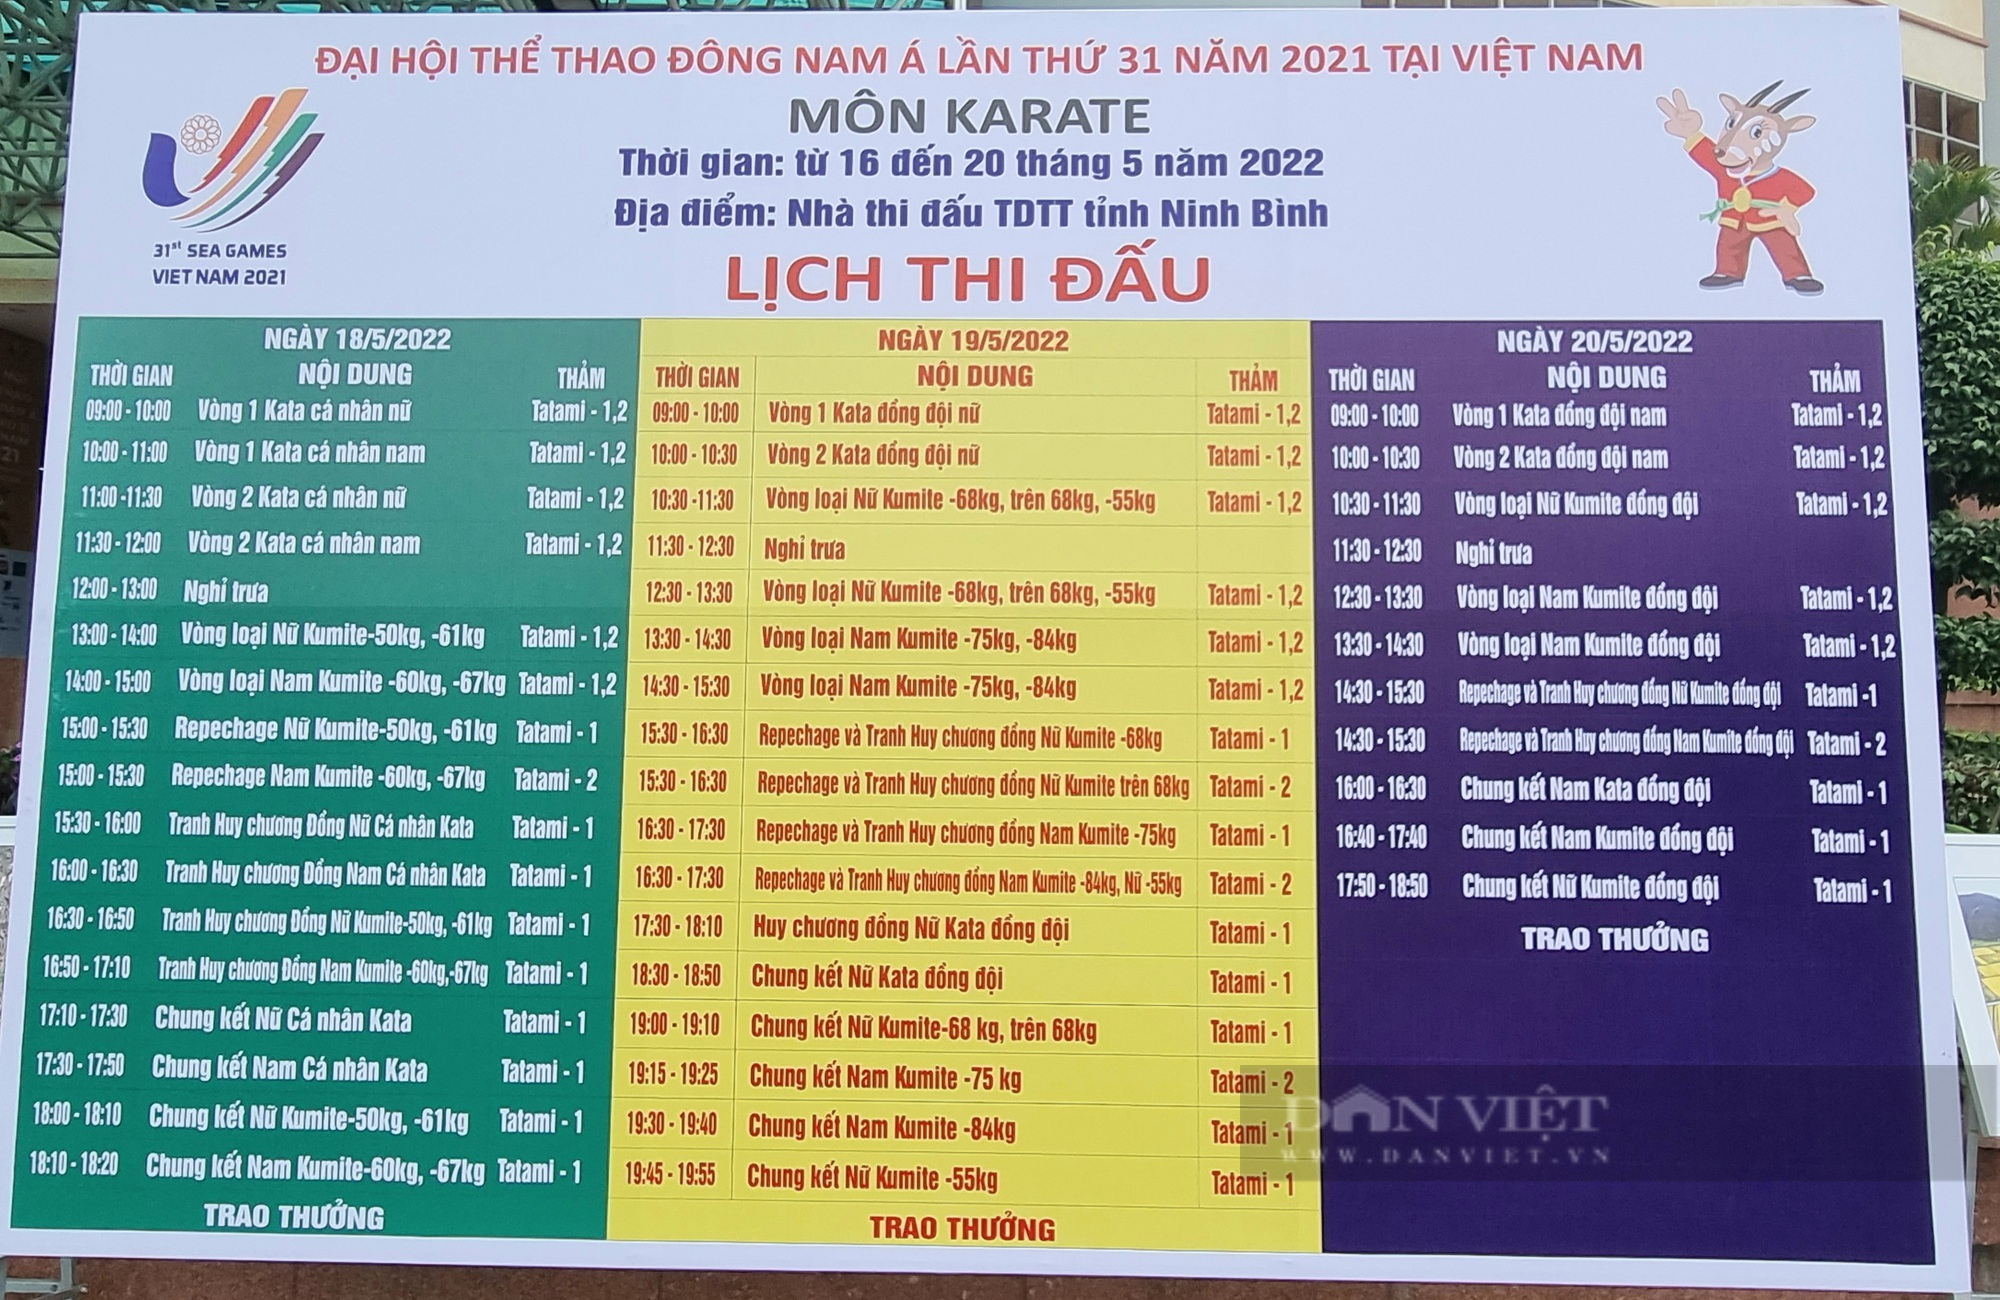 ĐẠI HỘI THỂ THAO ĐÔNG NAM Á LẦN THỨ 31 NĂM 2021 TẠI VIỆT NAM
MÔN KARATE
Thời gian: từ 16 đến 20 tháng 5 năm 2022
Địa điểm: Nhà thi đấu TDTT tỉnh Ninh Bình
31st SEA GAMES
VIET NAM 2021
LỊCH THI ĐẤU
NGÀY 18/5/2022
THỜI GIAN NỘI DUNG THẢM
09:00 - 10:00 Vòng 1 Kata cá nhân nữ Tatami - 1,2
10:00 - 11:00 Vòng 1 Kata cá nhân nam Tatami - 1,2
11:00 -11:30 Vòng 2 Kata cá nhân nữ Tatami - 1,2
11:30 - 12:00 Vòng 2 Kata cá nhân nam Tatami - 1,2
12:00 - 13:00 Nghỉ trưa
13:00 - 14:00 Vòng loại Nữ Kumite-50kg, -61kg Tatami - 1,2
14:00 - 15:00 Vòng loại Nam Kumite -60kg, -67kg Tatami - 1,2
15:00 - 15:30 Repechage Nữ Kumite-50kg, -61kg Tatami - 1
15:00 - 15:30 Repechage Nam Kumite -60kg, -67kg Tatami - 2
15:30 - 16:00 Tranh Huy chương Đồng Nữ Cá nhân Kata Tatami - 1
16:00 - 16:30 Tranh Huy chương Đồng Nam Cá nhân Kata Tatami - 1
16:30 - 16:50 Tranh Huy chương Đồng Nữ Kumite-50kg, -61kg Tatami - 1
16:50 - 17:10 Tranh Huy chương Đồng Nam Kumite -60kg,-67kg Tatami - 1
17:10 - 17:30 Chung kết Nữ Cá nhân Kata Tatami - 1
17:30 - 17:50 Chung kết Nam Cá nhân Kata Tatami - 1
18:00 - 18:10 Chung kết Nữ Kumite-50kg, -61kg Tatami - 1
18:10 - 18:20 Chung kết Nam Kumite-60kg, -67kg Tatami - 1
TRAO THƯỞNG
NGÀY 19/5/2022
THỜI GIAN NỘI DUNG THẢM
09:00 - 10:00 Vòng 1 Kata đồng đội nữ Tatami - 1,2
10:00 - 10:30 Vòng 2 Kata đồng đội nữ Tatami - 1,2
10:30 -11:30 Vòng loại Nữ Kumite -68kg, trên 68kg, -55kg Tatami - 1,2
11:30 - 12:30 Nghỉ trưa
12:30 - 13:30 Vòng loại Nữ Kumite -68kg, trên 68kg, -55kg Tatami - 1,2
13:30 - 14:30 Vòng loại Nam Kumite -75kg, -84kg Tatami - 1,2
14:30 - 15:30 Vòng loại Nam Kumite -75kg, -84kg Tatami - 1,2
15:30 - 16:30 Repechage và Tranh Huy chương đồng Nữ Kumite -68kg Tatami - 1
15:30 - 16:30 Repechage và Tranh Huy chương đồng Nữ Kumite trên 68kg Tatami - 2
16:30 - 17:30 Repechage và Tranh Huy chương đồng Nam Kumite -75kg Tatami - 1
16:30 - 17:30 Repechage và Tranh Huy chương đồng Nam Kumite -84kg, Nữ -55kg Tatami - 2
17:30 - 18:10 Huy chương đồng Nữ Kata đồng đội Tatami - 1
18:30 - 18:50 Chung kết Nữ Kata đồng đội Tatami - 1
19:00 - 19:10 Chung kết Nữ Kumite-68 kg, trên 68kg Tatami - 1
19:15 - 19:25 Chung kết Nam Kumite -75 kg Tatami - 2
19:30 - 19:40 Chung kết Nam Kumite -84kg Tatami - 1
19:45 - 19:55 Chung kết Nữ Kumite -55kg Tatami - 1
TRAO THƯỞNG
NGÀY 20/5/2022
THỜI GIAN NỘI DUNG THẢM
09:00 - 10:00 Vòng 1 Kata đồng đội nam Tatami - 1,2
10:00 - 10:30 Vòng 2 Kata đồng đội nam Tatami - 1,2
10:30 - 11:30 Vòng loại Nữ Kumite đồng đội Tatami - 1,2
11:30 - 12:30 Nghỉ trưa
12:30 - 13:30 Vòng loại Nam Kumite đồng đội Tatami - 1,2
13:30 - 14:30 Vòng loại Nam Kumite đồng đội Tatami - 1,2
14:30 - 15:30 Repechage và Tranh Huy chương đồng Nữ Kumite đồng đội Tatami -1
14:30 - 15:30 Repechage và Tranh Huy chương đồng Nam Kumite đồng đội Tatami - 2
16:00 - 16:30 Chung kết Nam Kata đồng đội Tatami - 1
16:40 - 17:40 Chung kết Nam Kumite đồng đội Tatami - 1
17:50 - 18:50 Chung kết Nữ Kumite đồng đội Tatami - 1
TRAO THƯỞNG
DÂN VIỆT
WWW.DANVIET.VN